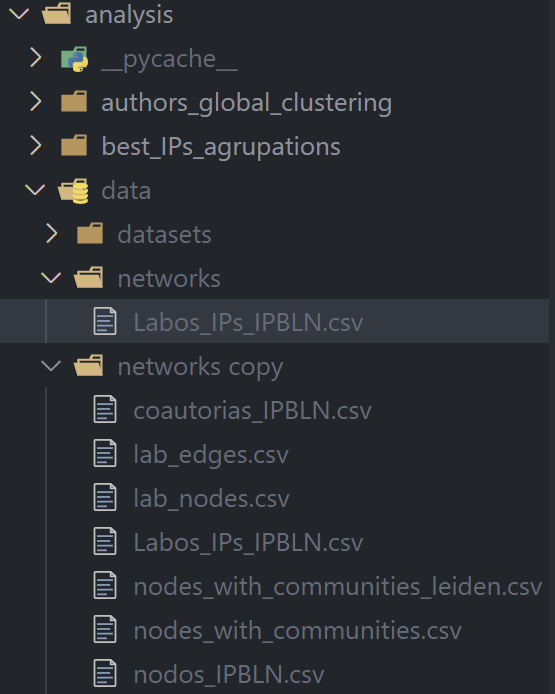 analysis
__pycache__
authors_global_clustering
best_IPs_agrupations
data
datasets
networks
Labos_IPs_IPBLN.csv
networks copy
coautorias_IPBLN.csv
lab_edges.csv
lab_nodes.csv
Labos_IPs_IPBLN.csv
nodes_with_communities_leiden.csv
nodes_with_communities.csv
nodos_IPBLN.csv